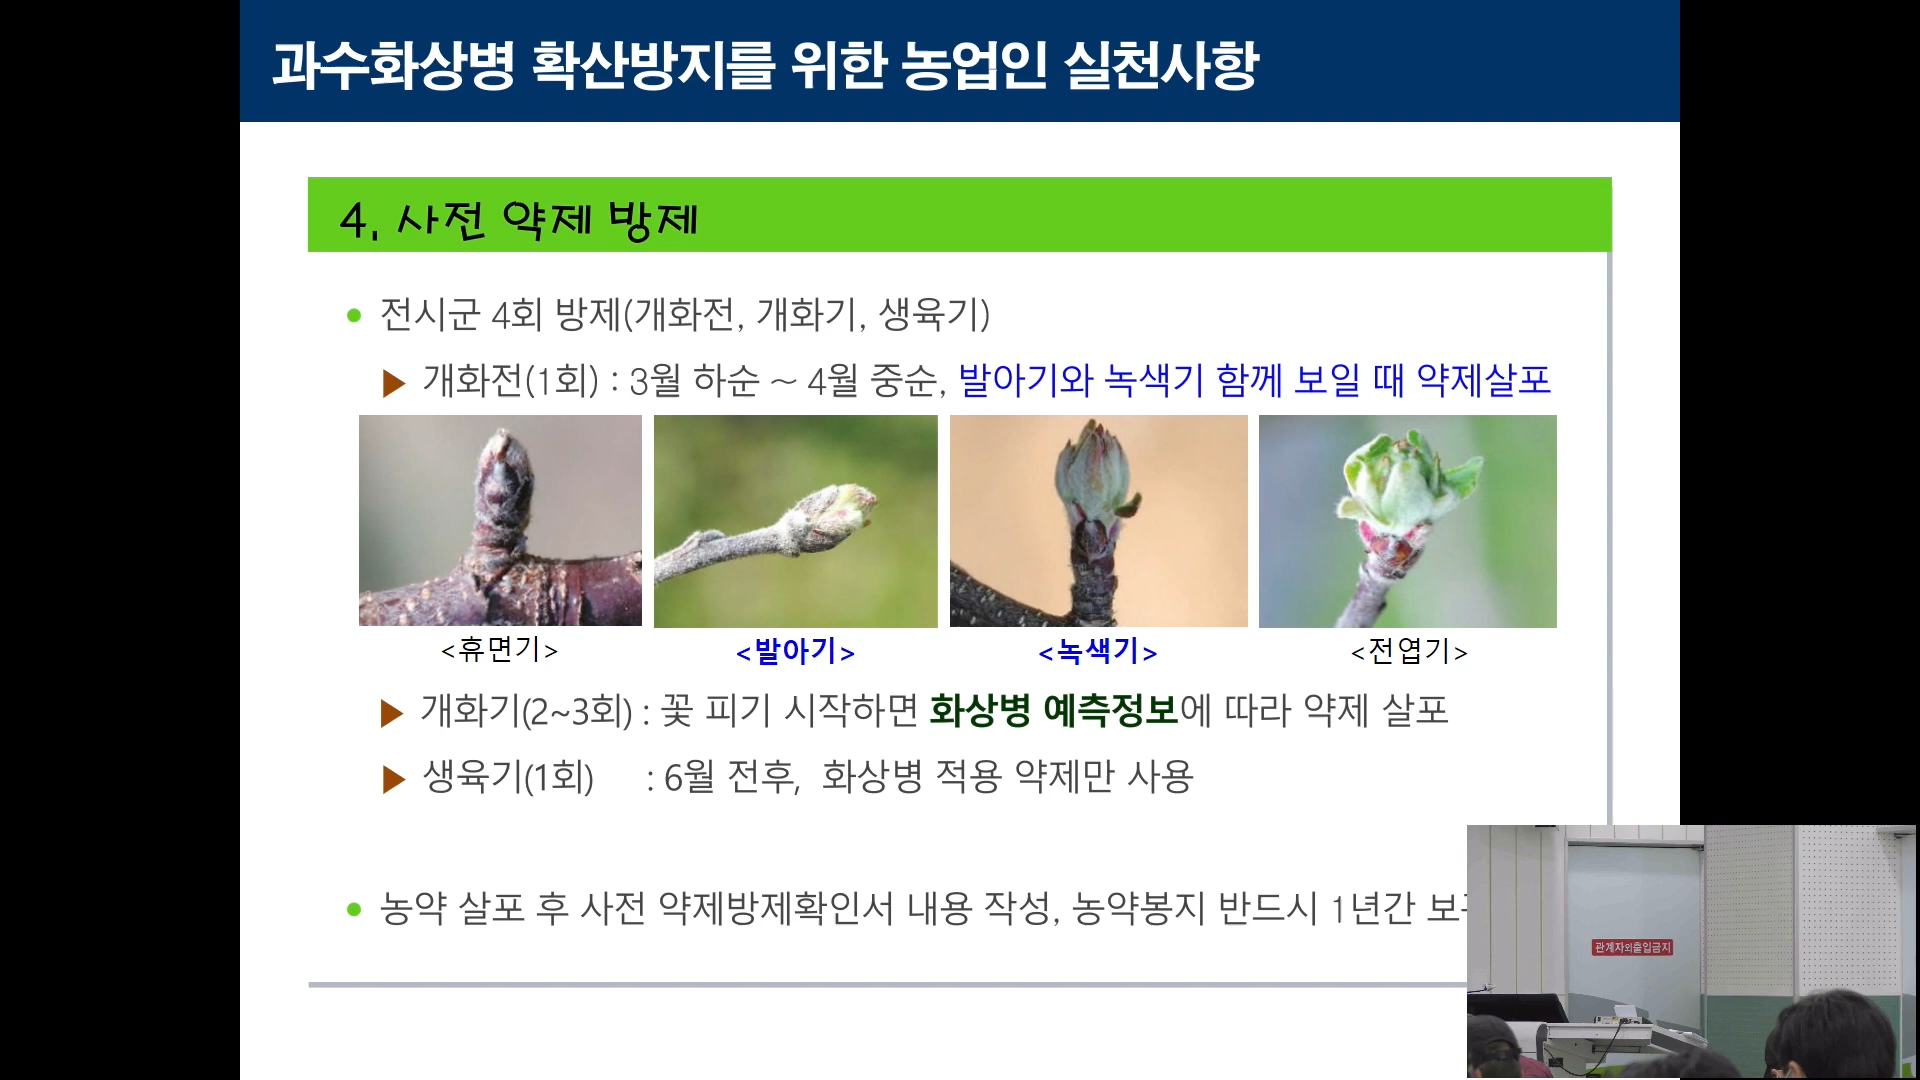 과수화상병 확산방지를 위한 농업인 실천사항
4. 사전 약제 방제
• 전시군 4회 방제(개화전, 개화기, 생육기)
▶ 개화전(1회) : 3월 하순 ~ 4월 중순, 발아기와 녹색기 함께 보일 때 약제살포
<휴면기> <발아기> <녹색기> <전엽기>
▶ 개화기(2~3회) : 꽃 피기 시작하면 화상병 예측정보에 따라 약제 살포
▶ 생육기(1회) : 6월 전후, 화상병 적용 약제만 사용
• 농약 살포 후 사전 약제방제확인서 내용 작성, 농약봉지 반드시 1년간
관계자외출입금지